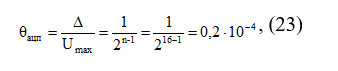 θ_ацп = Δ / U_max = 1 / 2^(n-1) = 1 / 2^(16–1) = 0,2 · 10^(–4), (23)